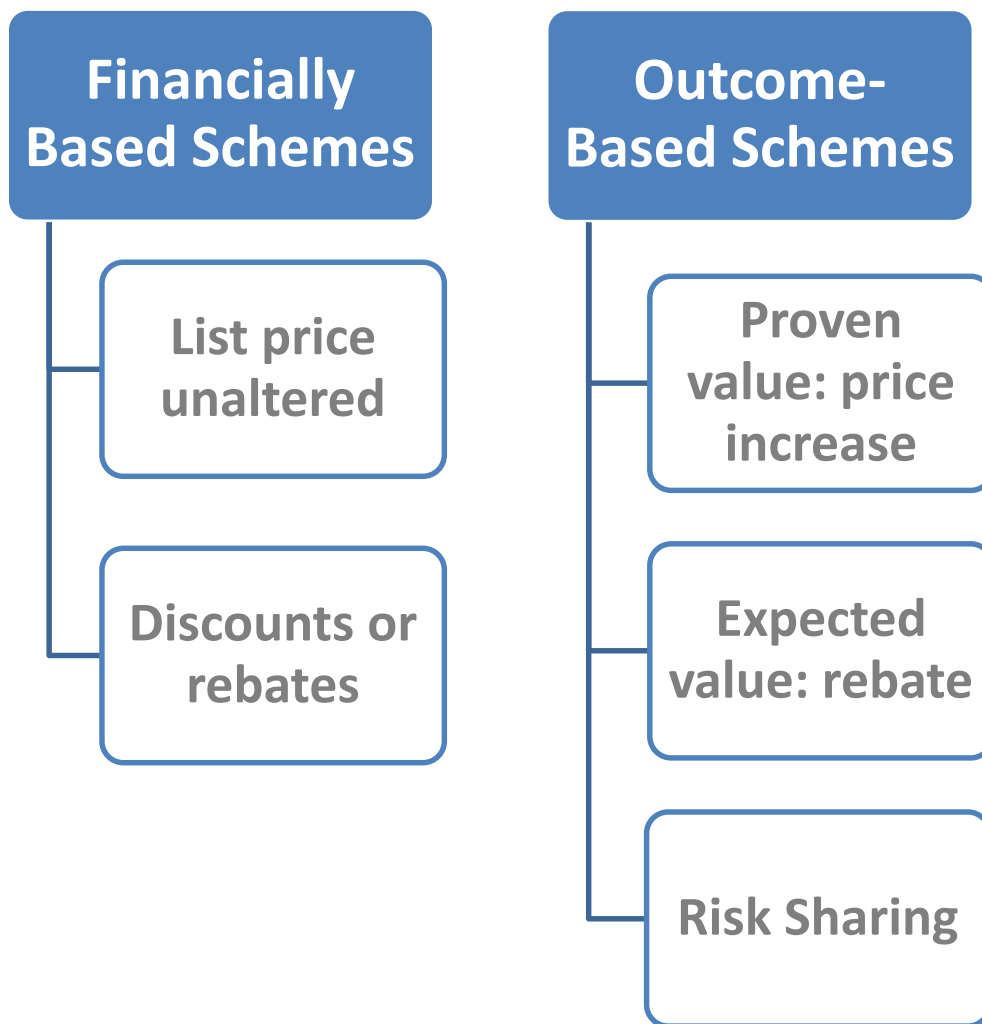 Financially
Based Schemes
List price
unaltered
Discounts or
rebates
Outcome-
Based Schemes
Proven
value: price
increase
Expected
value: rebate
Risk Sharing